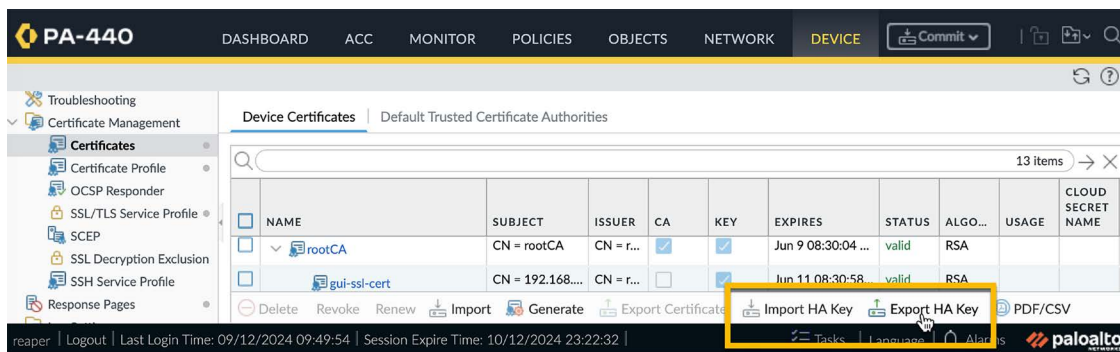 PA-440 DASHBOARD ACC MONITOR POLICIES OBJECTS NETWORK DEVICE Commit
Troubleshooting
Certificate Management
Certificates
Certificate Profile
OCSP Responder
SSL/TLS Service Profile
SCEP
SSL Decryption Exclusion
SSH Service Profile
Response Pages
Device Certificates Default Trusted Certificate Authorities
13 items
NAME SUBJECT ISSUER CA KEY EXPIRES STATUS ALGO... USAGE CLOUD SECRET NAME
rootCA CN = rootCA CN = r... Jun 9 08:30:04 ... valid RSA
gui-ssl-cert CN = 192.168.... CN = r... Jun 11 08:30:58... valid RSA
Delete Revoke Renew Import Generate Export Certificate Import HA Key Export HA Key PDF/CSV
reaper | Logout | Last Login Time: 09/12/2024 09:49:54 | Session Expire Time: 10/12/2024 23:22:32 | Tasks | Language | Alarms paloalto NETWORKS